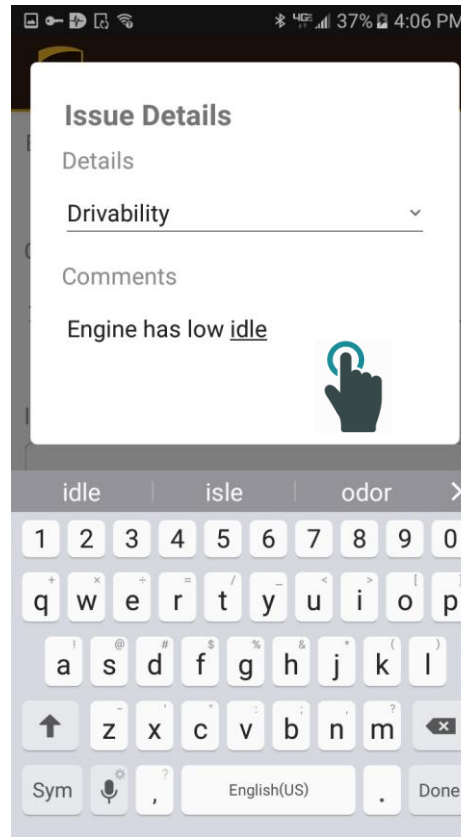 4G 37% 4:06 PM
Issue Details
Details
Drivability
Comments
Engine has low idle
idle isle odor
1 2 3 4 5 6 7 8 9 0
+ × ÷ = / _ < > [ ]
q w e r t y u i o p
! @ # $ % & * ( )
a s d f g h j k l
- ' " : ; , ?
z x c v b n m
Sym , ? English(US) . Done